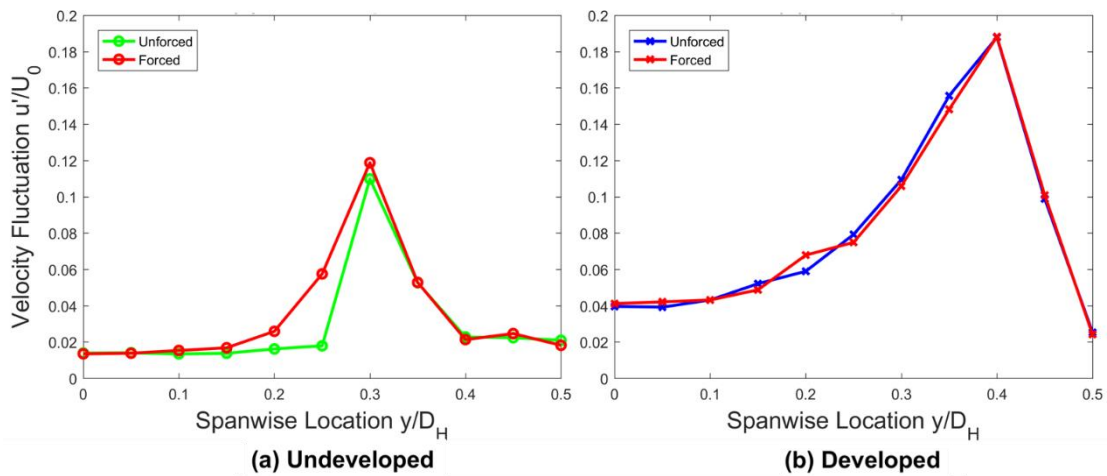 0.2
0.18
0.16
0.14
0.12
0.1
0.08
0.06
0.04
0.02
0
Velocity Fluctuation u'/U0
Unforced
Forced
0 0.1 0.2 0.3 0.4 0.5
Spanwise Location y/DH
(a) Undeveloped
0.2
0.18
0.16
0.14
0.12
0.1
0.08
0.06
0.04
0.02
0
Unforced
Forced
0 0.1 0.2 0.3 0.4 0.5
Spanwise Location y/DH
(b) Developed